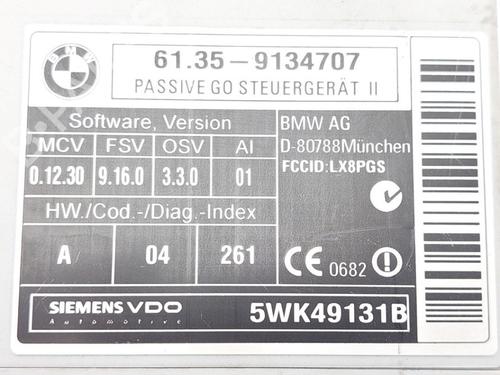 BMW
61.35 - 9134707
PASSIVE GO STEUERGERÄT II
Software, Version
MCV FSV OSV AI
0.12.30 9.16.0 3.3.0 01
HW./Cod.-/Diag.-Index
A 04 261
BMW AG
D-80788München
FCCID:LX8PGS
CE 0682
SIEMENS VDO
Automotive
5WK49131B